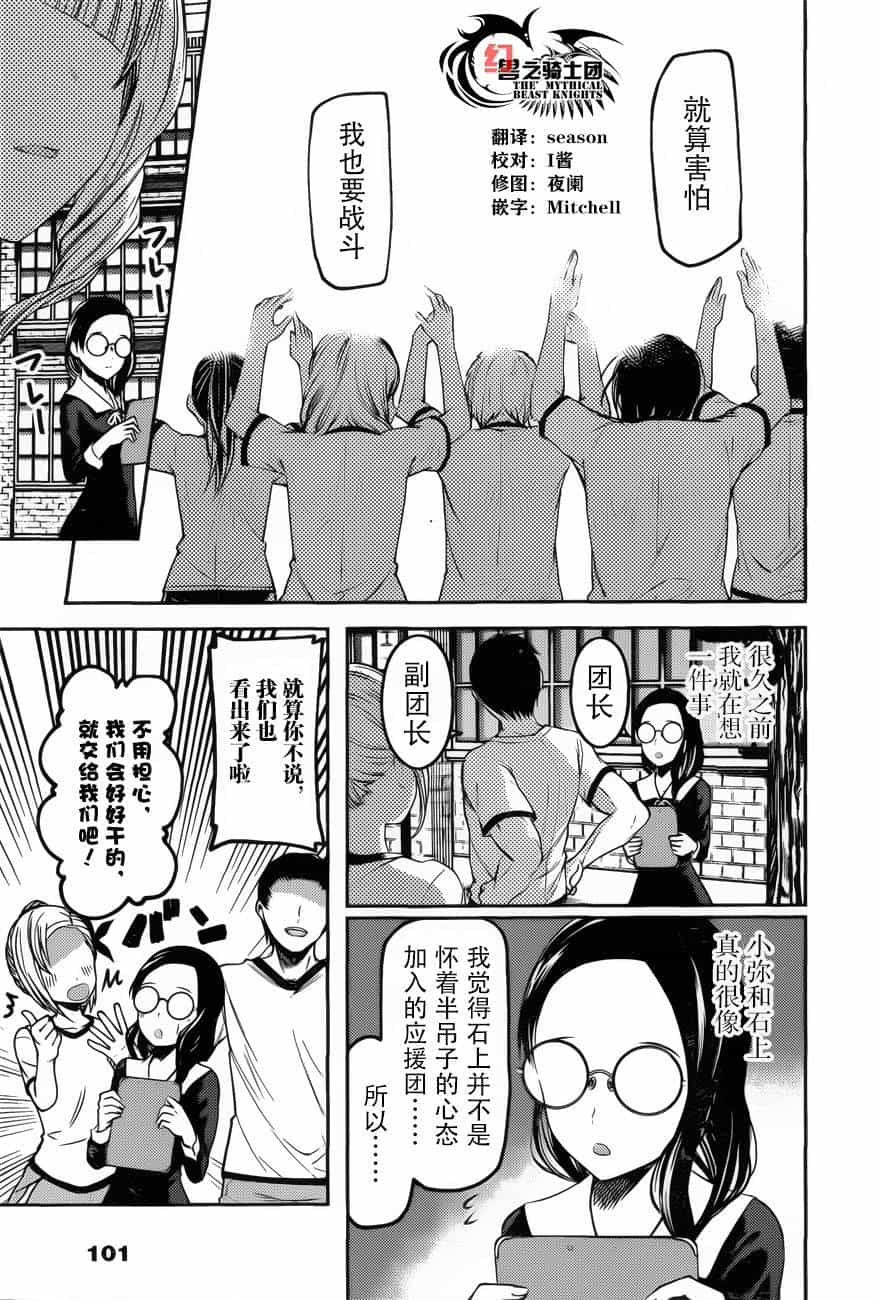 幻兽之骑士团
THE MYTHICAL
BEAST KNIGHTS
翻译：season
校对：I酱
修图：夜阑
嵌字：Mitchell
就算害怕
我也要战斗
フレー
フレー
很久之前
我就在想
一件事
团长
副团长
小弥和石上
真的很像
我觉得石上并不是
怀着半吊子的心态
加入的应援团……
所以……
就算你不说，
我们也
看出来了啦
不用担心，
我们会好好干的，
就交给我们吧！
バン
101